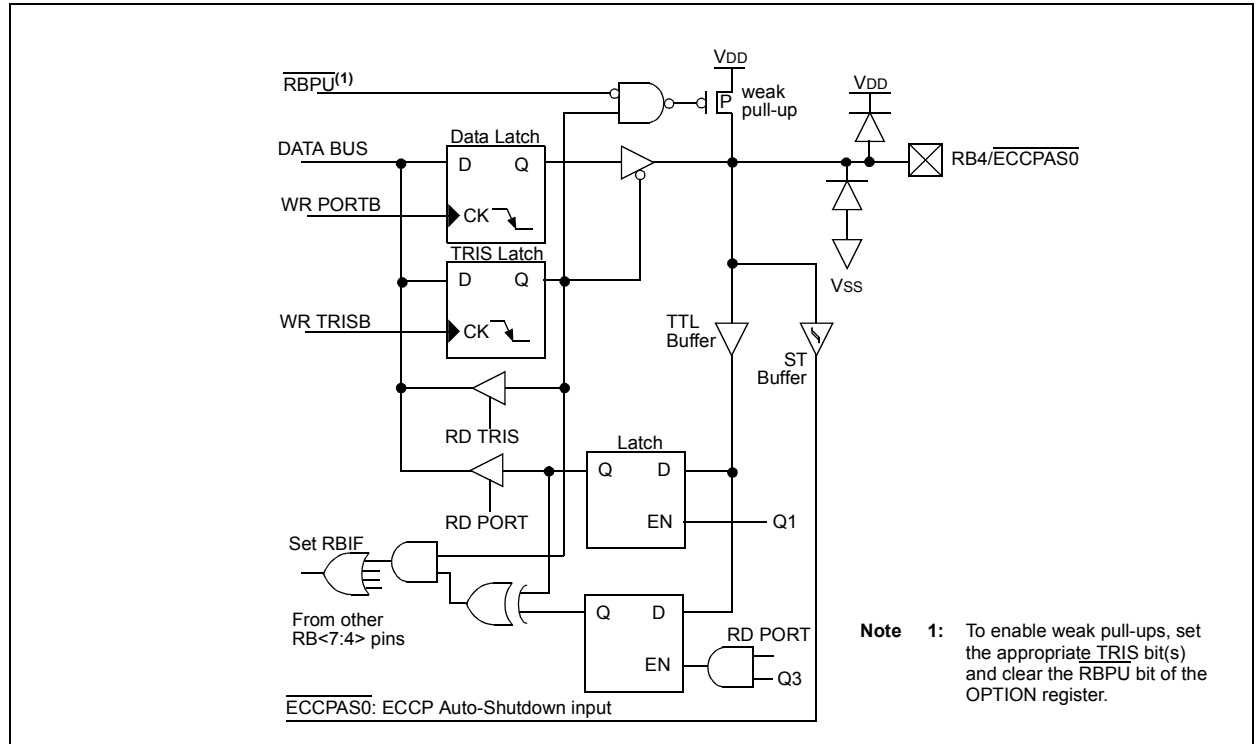 VDD
RBPU(1)
VDD
weak
pull-up
P
Data Latch
DATA BUS
D Q
RB4/ECCPAS0
WR PORTB
CK
TRIS Latch
D Q
VSS
WR TRISB
CK
TTL
Buffer
ST
Buffer
RD TRIS
Latch
Q D
RD PORT
EN
Q1
Set RBIF
Q D
From other
RB<7:4> pins
RD PORT
EN
Q3
Note 1: To enable weak pull-ups, set
the appropriate TRIS bit(s)
and clear the RBPU bit of the
OPTION register.
ECCPAS0: ECCP Auto-Shutdown input